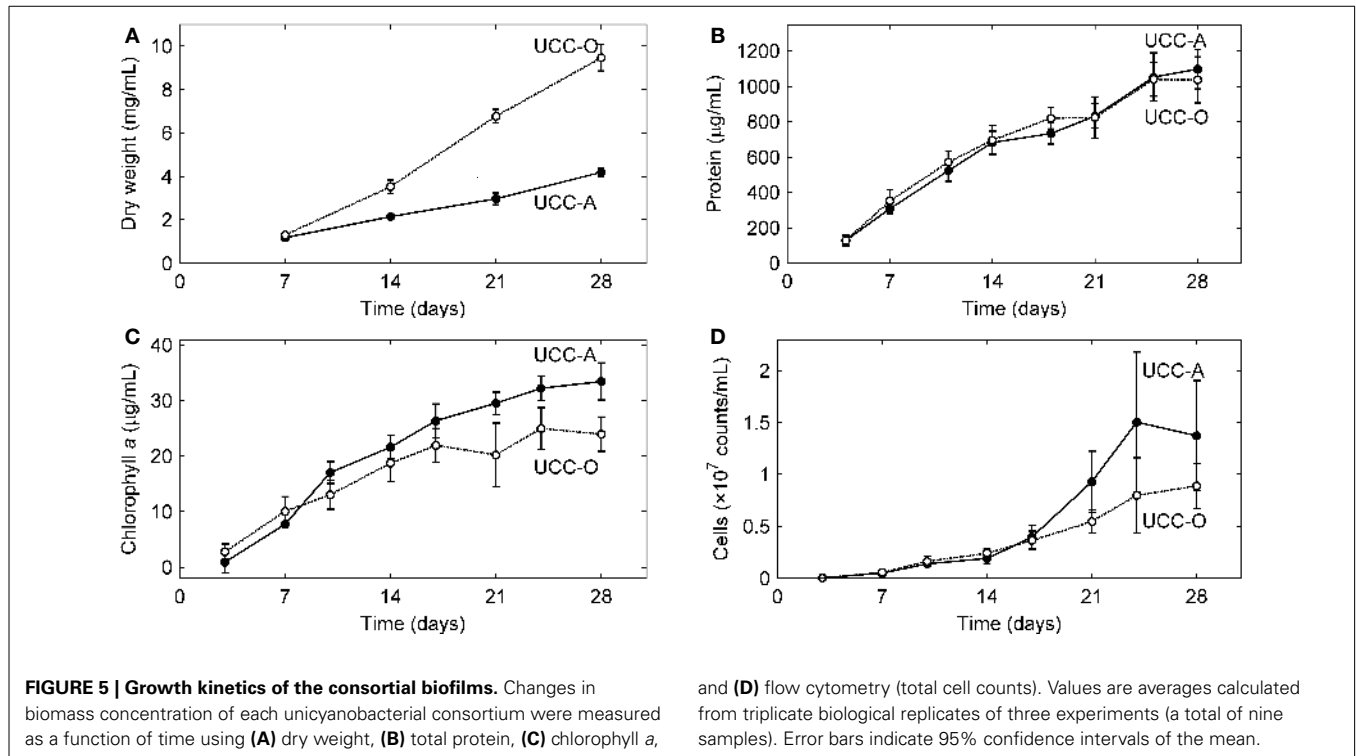 A
10
UCC-O
8
6
4
2
0
UCC-A
Dry weight (mg/mL)
0 7 14 21 28
Time (days)
B
1200
1000
800
600
400
200
0
UCC-A
UCC-O
Protein (µg/mL)
0 7 14 21 28
Time (days)
C
40
30
20
10
0
UCC-A
UCC-O
Chlorophyll a (µg/mL)
0 7 14 21 28
Time (days)
D
2
1.5
1
0.5
0
UCC-A
UCC-O
Cells (×10⁷ counts/mL)
0 7 14 21 28
Time (days)
FIGURE 5 | Growth kinetics of the consortial biofilms. Changes in
biomass concentration of each unicyanobacterial consortium were measured
as a function of time using (A) dry weight, (B) total protein, (C) chlorophyll a,
and (D) flow cytometry (total cell counts). Values are averages calculated
from triplicate biological replicates of three experiments (a total of nine
samples). Error bars indicate 95% confidence intervals of the mean.